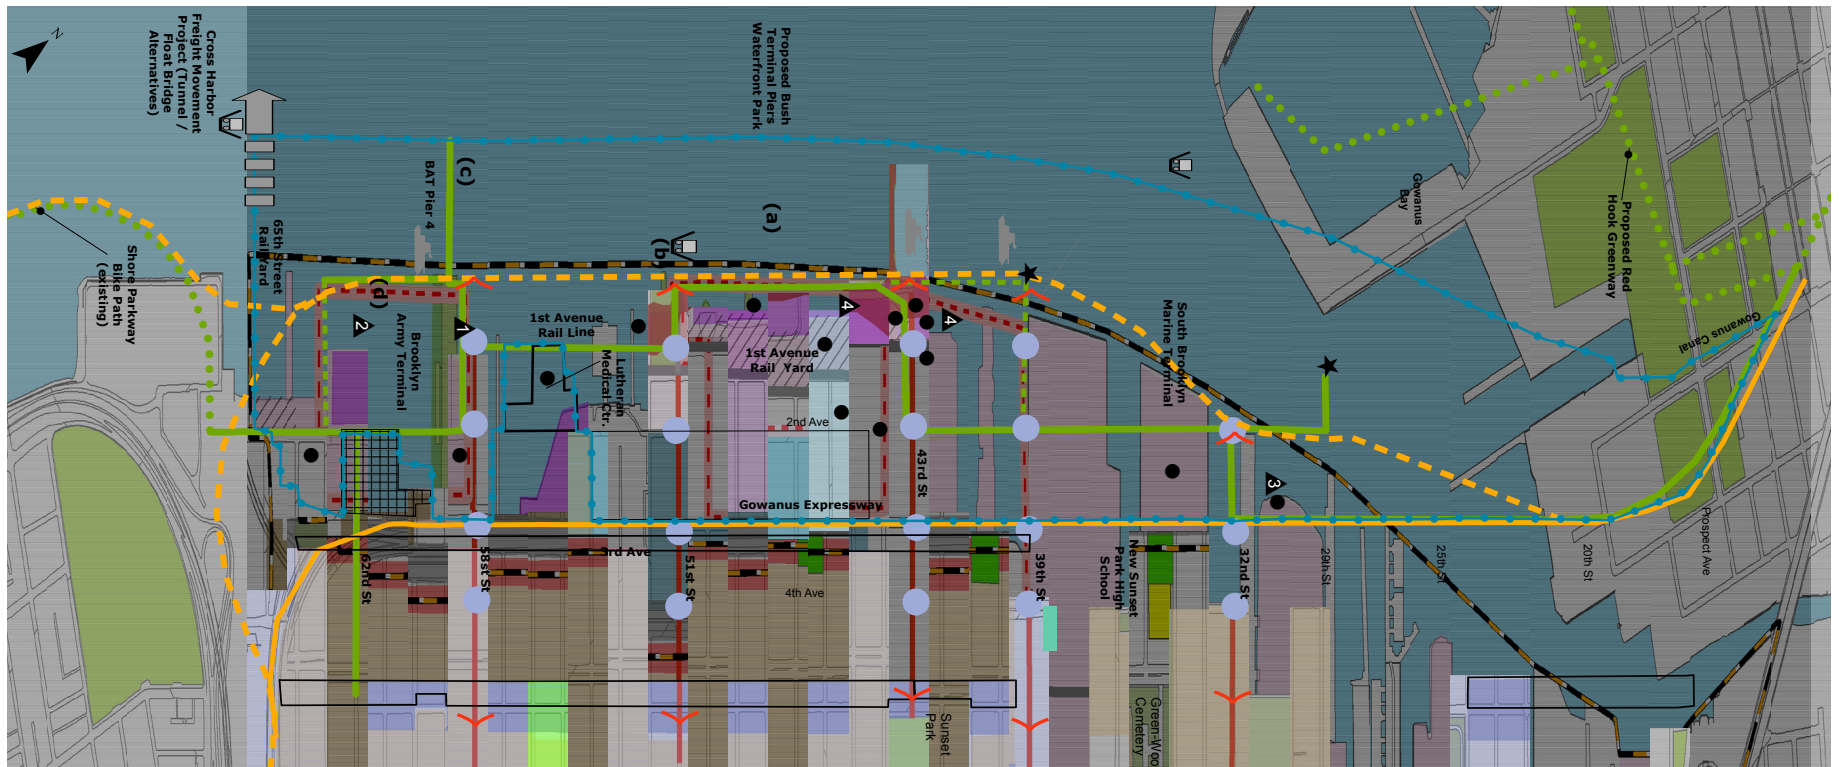 N
Cross Harbor
Freight Movement
Project (Tunnel /
Float Bridge
Alternatives)
Proposed Bush
Terminal Piers
Waterfront Park
(c)
BAT Pier 4
(a)
(b)
Gowanus
Bay
Proposed Red
Hook Greenway
65th Street
Rail Yard
Shore Parkway
Bike Path
(existing)
(d)
2
Brooklyn
Army Terminal
1
1st Avenue
Rail Line
Lutheran
Medical Ctr.
4
4
1st Avenue
Rail Yard
South Brooklyn
Marine Terminal
Gowanus Canal
2nd Ave
43rd St
Gowanus Expressway
3
3rd Ave
62nd St
58st St
51st St
39th St
New Sunset
Park High
School
32nd St
29th St
25th St
20th St
Prospect Ave
4th Ave
Sunset
Park
Cemetery